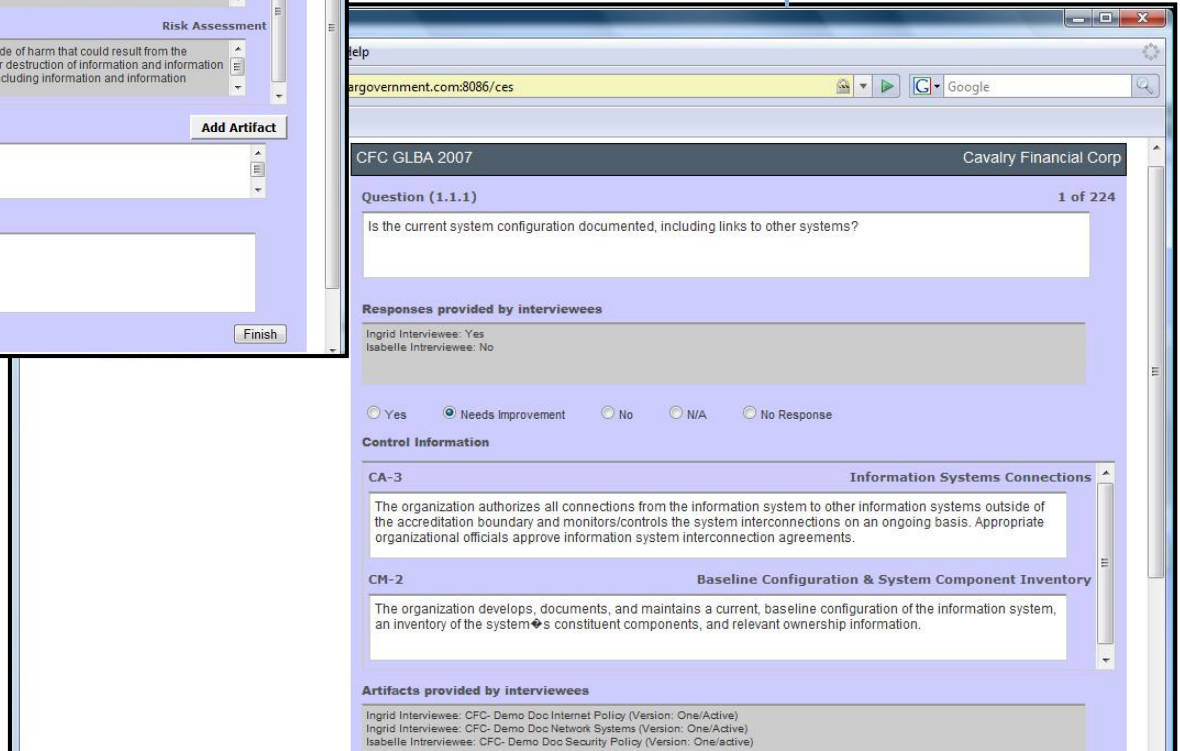 Risk Assessment
de of harm that could result from the
r destruction of information and information
cluding information and information
Add Artifact
Finish
Help
argovernment.com:8086/ces
G Google
CFC GLBA 2007 Cavalry Financial Corp
Question (1.1.1) 1 of 224
Is the current system configuration documented, including links to other systems?
Responses provided by interviewees
Ingrid Interviewee: Yes
Isabelle Intrerviewee: No
Yes Needs Improvement No N/A No Response
Control Information
CA-3 Information Systems Connections
The organization authorizes all connections from the information system to other information systems outside of
the accreditation boundary and monitors/controls the system interconnections on an ongoing basis. Appropriate
organizational officials approve information system interconnection agreements.
CM-2 Baseline Configuration & System Component Inventory
The organization develops, documents, and maintains a current, baseline configuration of the information system,
an inventory of the system�s constituent components, and relevant ownership information.
Artifacts provided by interviewees
Ingrid Interviewee: CFC- Demo Doc Internet Policy (Version: One/Active)
Ingrid Interviewee: CFC- Demo Doc Network Systems (Version: One/Active)
Isabelle Intrerviewee: CFC- Demo Doc Security Policy (Version: One/active)